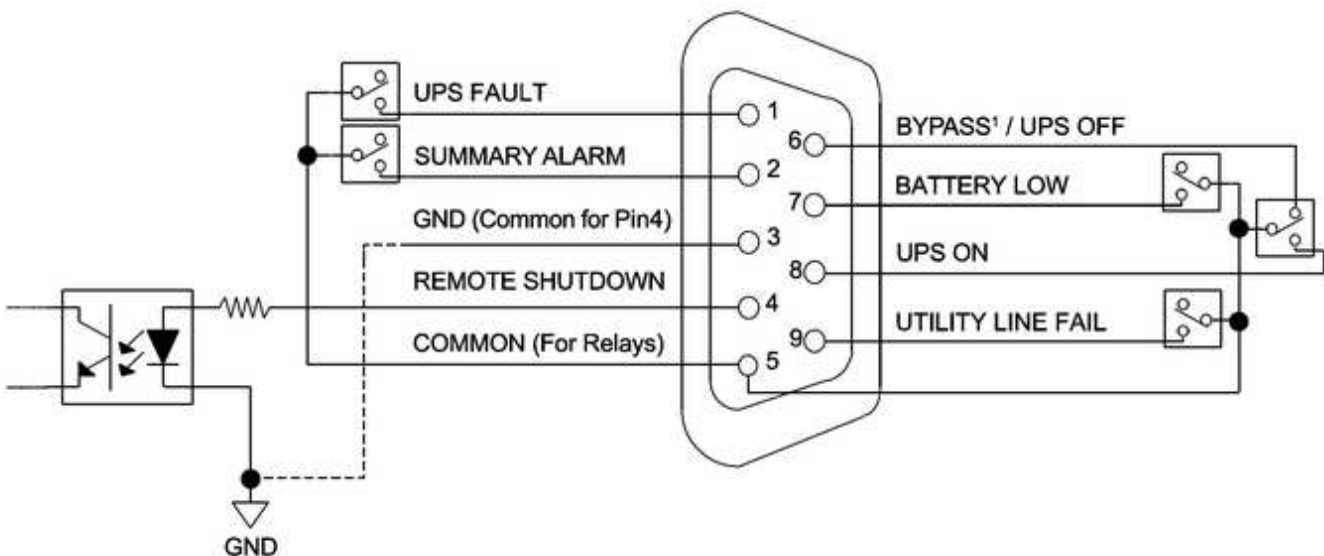 UPS FAULT
1
SUMMARY ALARM
2
GND (Common for Pin4)
3
REMOTE SHUTDOWN
4
COMMON (For Relays)
5
6
BYPASS¹ / UPS OFF
7
BATTERY LOW
8
UPS ON
9
UTILITY LINE FAIL
GND